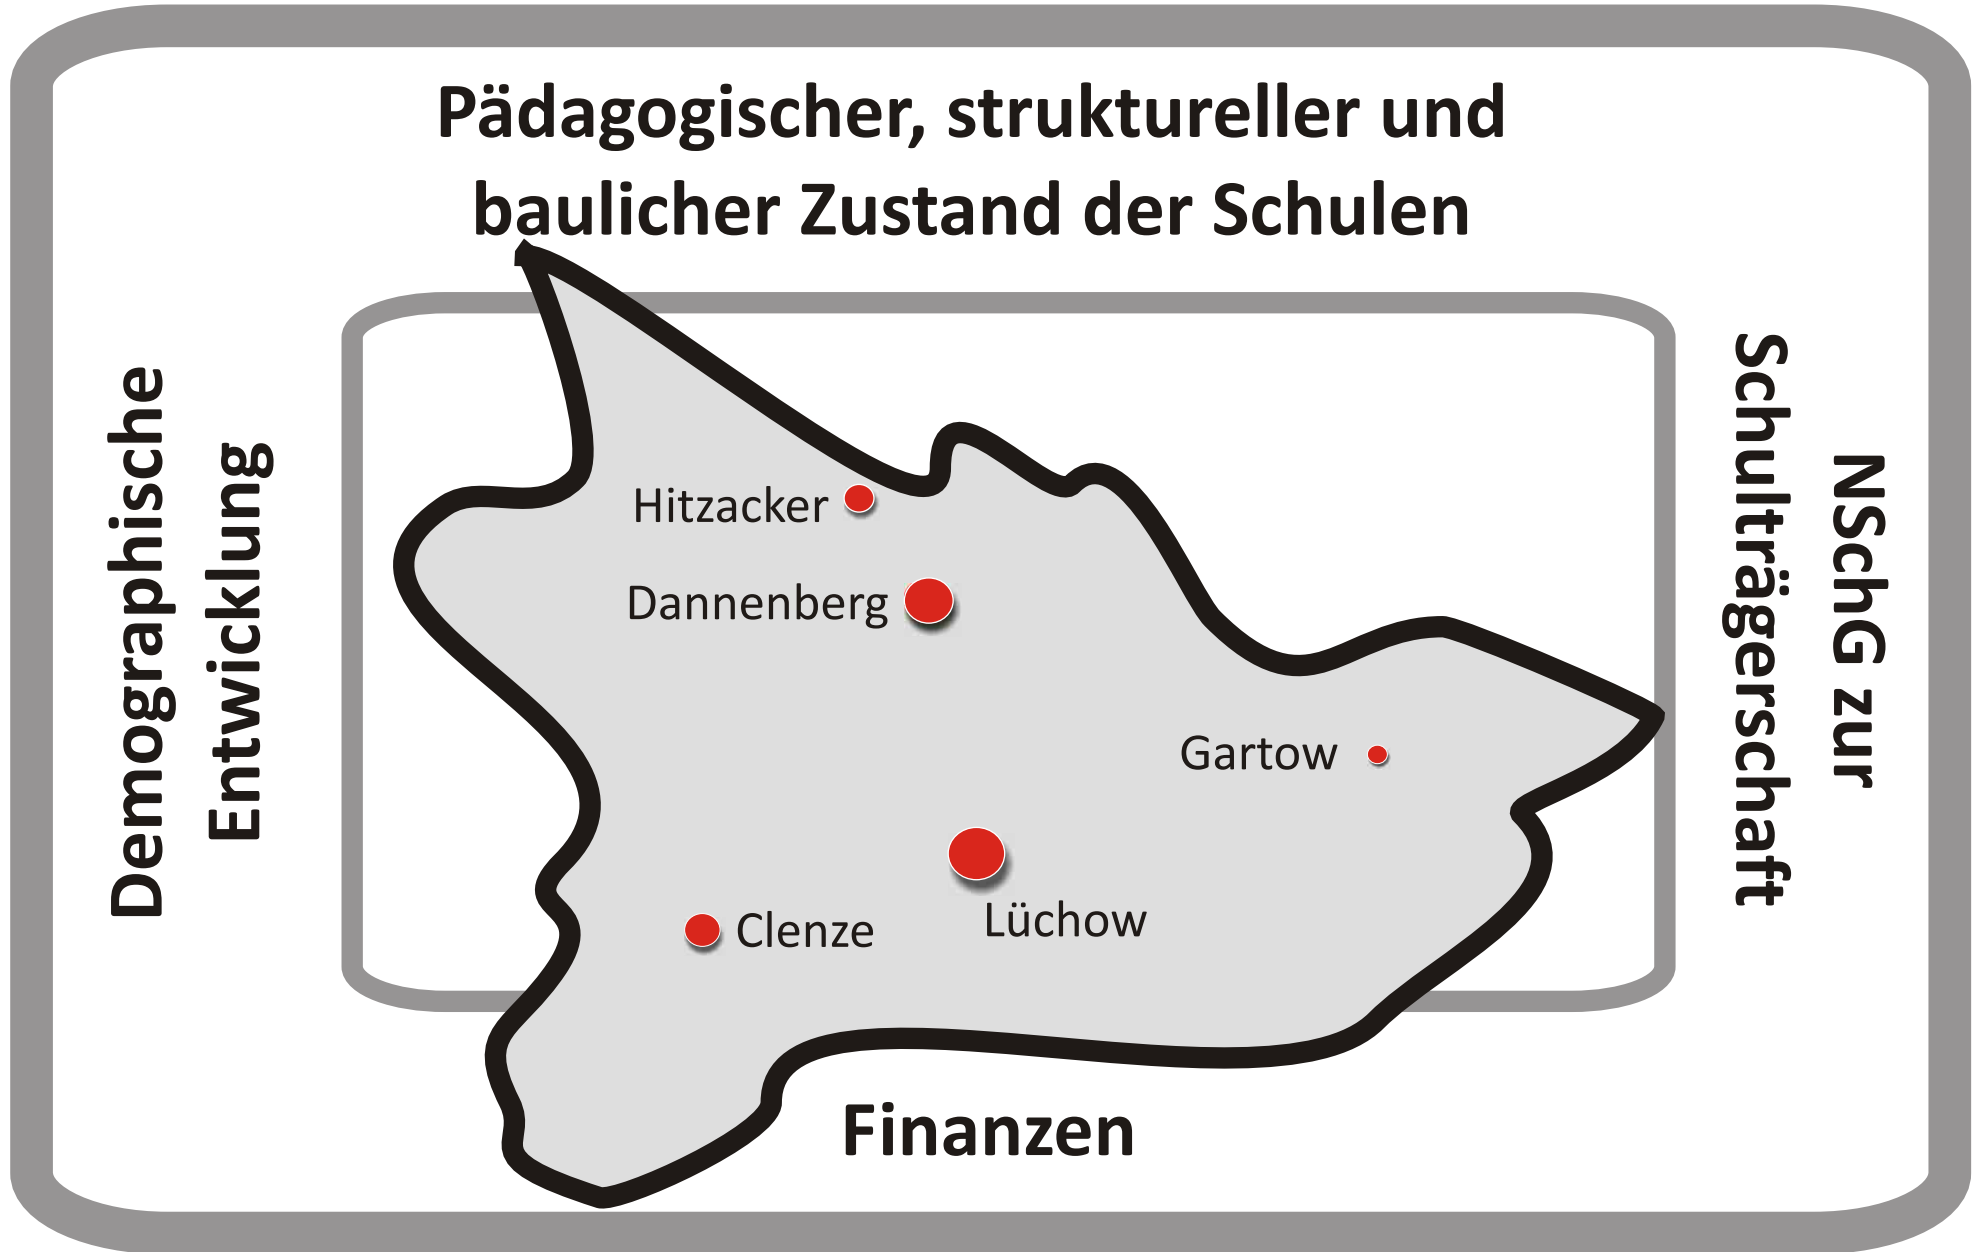 Pädagogischer, struktureller und
baulicher Zustand der Schulen
Demographische
Entwicklung
NSchG zur
Schulträgerschaft
Hitzacker
Dannenberg
Gartow
Lüchow
Clenze
Finanzen